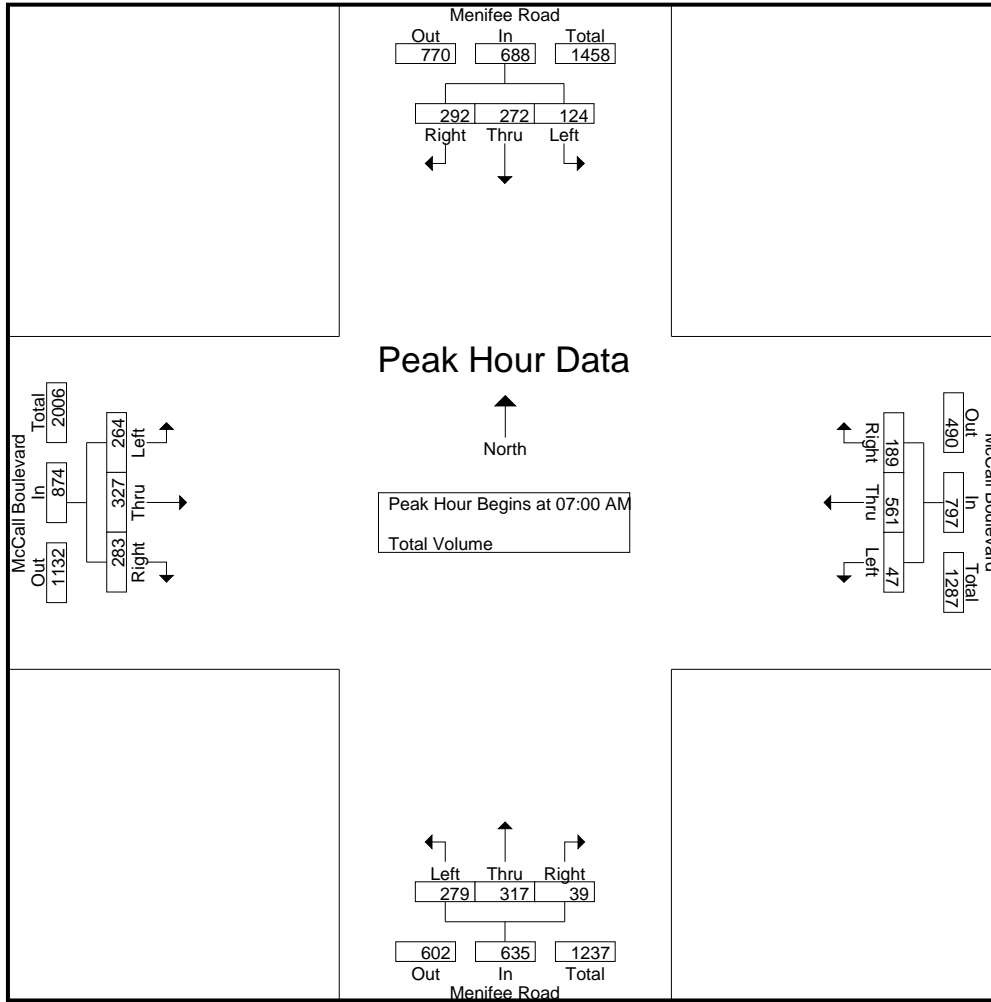 Menifee Road
Out In Total
770 688 1458
292 272 124
Right Thru Left
Peak Hour Data
North
Peak Hour Begins at 07:00 AM
Total Volume
McCall Boulevard
Out In Total
1132 874 2006
264 327 283
Left Thru Right
McCall Boulevard
Out In Total
490 797 1287
189 561 47
Right Thru Left
Left Thru Right
279 317 39
602 635 1237
Out In Total
Menifee Road